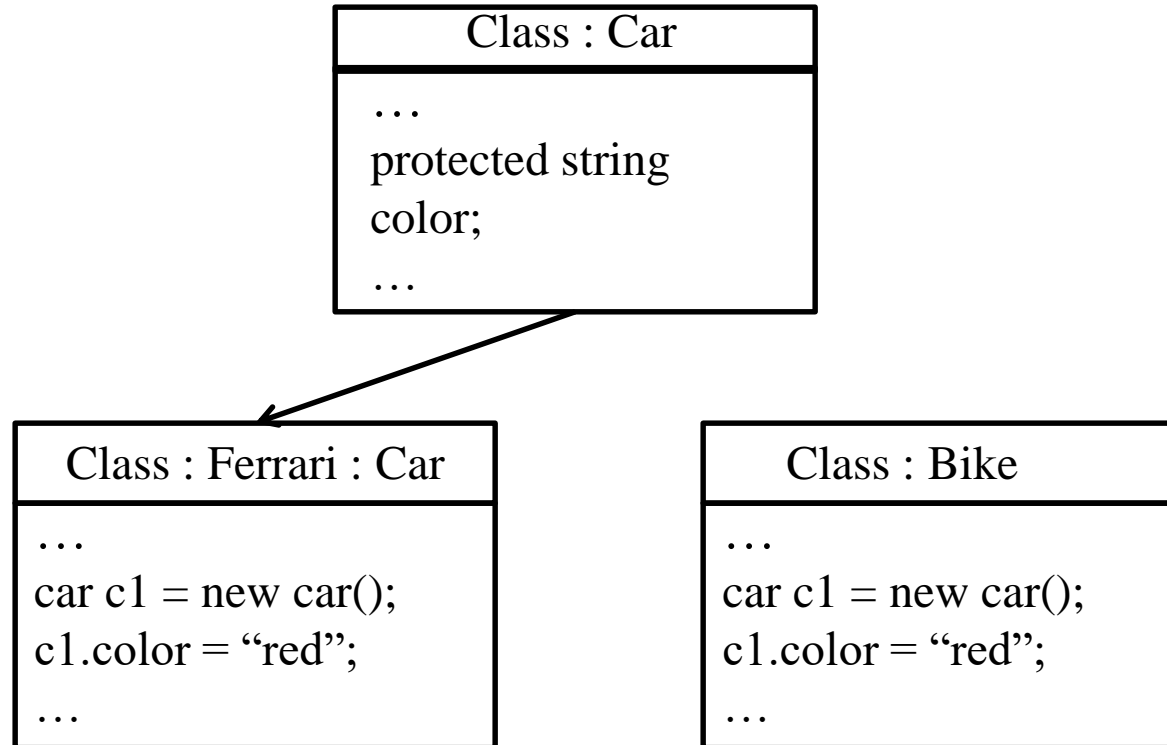 Class : Car
…
protected string
color;
…
Class : Ferrari : Car
…
car c1 = new car();
c1.color = “red”;
…
Class : Bike
…
car c1 = new car();
c1.color = “red”;
…